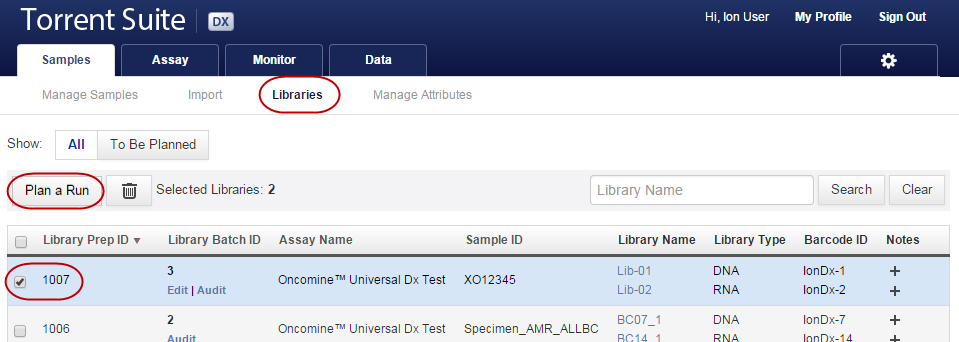 Torrent Suite DX
Hi, Ion User My Profile Sign Out
Samples Assay Monitor Data
Manage Samples Import Libraries Manage Attributes
Show: All To Be Planned
Plan a Run Selected Libraries: 2 Library Name Search Clear
Library Prep ID Library Batch ID Assay Name Sample ID Library Name Library Type Barcode ID Notes
1007 3 Oncomine™ Universal Dx Test XO12345 Lib-01 DNA IonDx-1 +
Edit | Audit Lib-02 RNA IonDx-2 +
1006 2 Oncomine™ Universal Dx Test Specimen_AMR_ALLBC BC07_1 DNA IonDx-7 +
Audit BC14_1 RNA IonDx-14 +